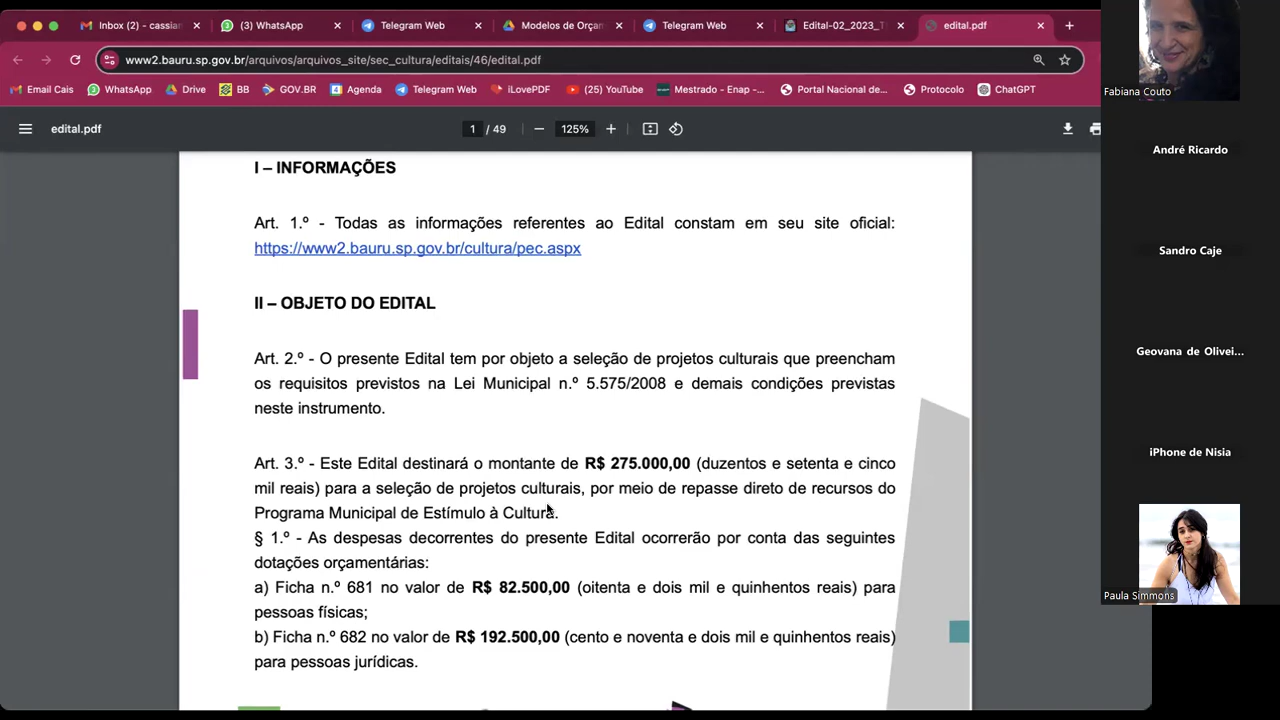 Inbox (2) - cassian
(3) WhatsApp
Telegram Web
Modelos de Orçan
Telegram Web
Edital-02_2023_T
edital.pdf
www2.bauru.sp.gov.br/arquivos/arquivos_site/sec_cultura/editais/46/edital.pdf
Email Cais
WhatsApp
Drive
BB
GOV.BR
Agenda
Telegram Web
iLovePDF
(25) YouTube
Mestrado - Enap -...
Portal Nacional de...
Protocolo
ChatGPT
edital.pdf
1 / 49
125%
I – INFORMAÇÕES
Art. 1.º - Todas as informações referentes ao Edital constam em seu site oficial:
https://www2.bauru.sp.gov.br/cultura/pec.aspx
II – OBJETO DO EDITAL
Art. 2.º - O presente Edital tem por objeto a seleção de projetos culturais que preencham
os requisitos previstos na Lei Municipal n.º 5.575/2008 e demais condições previstas
neste instrumento.
Art. 3.º - Este Edital destinará o montante de R$ 275.000,00 (duzentos e setenta e cinco
mil reais) para a seleção de projetos culturais, por meio de repasse direto de recursos do
Programa Municipal de Estímulo à Cultura.
§ 1.º - As despesas decorrentes do presente Edital ocorrerão por conta das seguintes
dotações orçamentárias:
a) Ficha n.º 681 no valor de R$ 82.500,00 (oitenta e dois mil e quinhentos reais) para
pessoas físicas;
b) Ficha n.º 682 no valor de R$ 192.500,00 (cento e noventa e dois mil e quinhentos reais)
para pessoas jurídicas.
Fabiana Couto
André Ricardo
Sandro Caje
Geovana de Olivei...
iPhone de Nisia
Paula Simmons